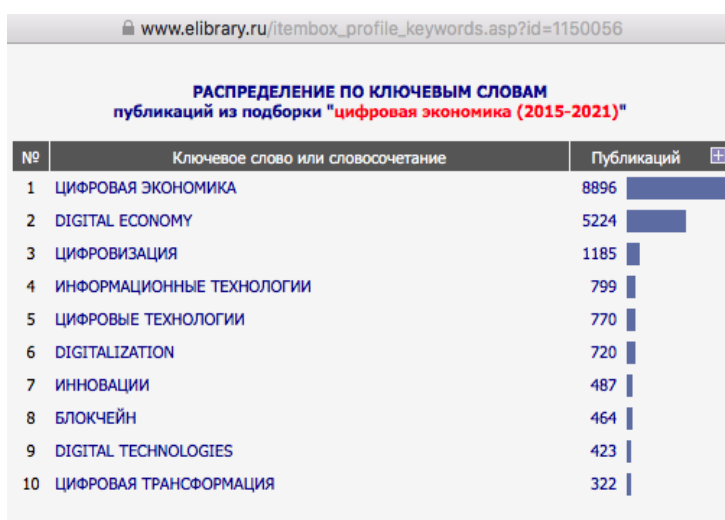 www.elibrary.ru/itembox_profile_keywords.asp?id=1150056
РАСПРЕДЕЛЕНИЕ ПО КЛЮЧЕВЫМ СЛОВАМ
публикаций из подборки "цифровая экономика (2015-2021)"
№ Ключевое слово или словосочетание Публикаций
1 ЦИФРОВАЯ ЭКОНОМИКА 8896
2 DIGITAL ECONOMY 5224
3 ЦИФРОВИЗАЦИЯ 1185
4 ИНФОРМАЦИОННЫЕ ТЕХНОЛОГИИ 799
5 ЦИФРОВЫЕ ТЕХНОЛОГИИ 770
6 DIGITALIZATION 720
7 ИННОВАЦИИ 487
8 БЛОКЧЕЙН 464
9 DIGITAL TECHNOLOGIES 423
10 ЦИФРОВАЯ ТРАНСФОРМАЦИЯ 322